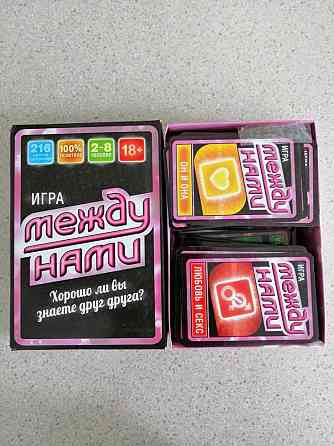 216
100%
2-8
18+
ИГРА
между
нами
Хорошо ли вы
знаете друг друга?
ОН И ОНА
ИГРА
между
нами
ЛЮБОВЬ И СЕКС
ИГРА
между
нами